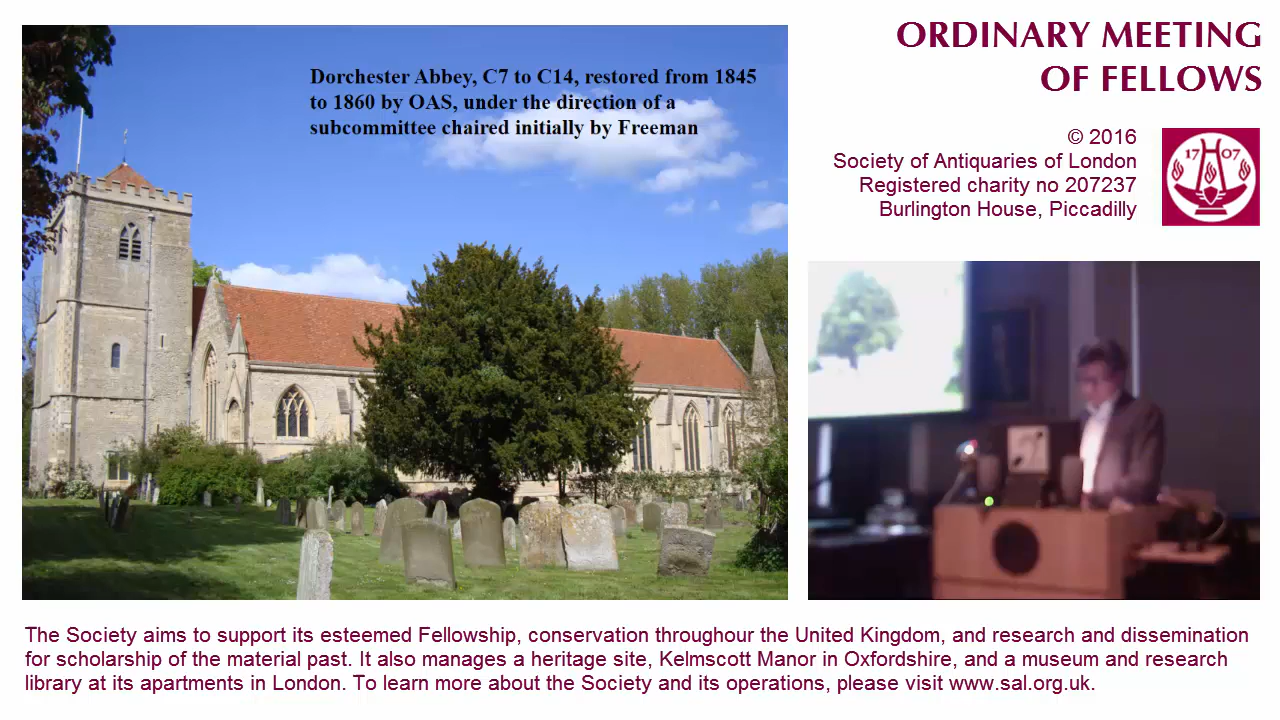 Dorchester Abbey, C7 to C14, restored from 1845
to 1860 by OAS, under the direction of a
subcommittee chaired initially by Freeman
ORDINARY MEETING
OF FELLOWS
© 2016
Society of Antiquaries of London
Registered charity no 207237
Burlington House, Piccadilly
17 07
The Society aims to support its esteemed Fellowship, conservation throughour the United Kingdom, and research and dissemination
for scholarship of the material past. It also manages a heritage site, Kelmscott Manor in Oxfordshire, and a museum and research
library at its apartments in London. To learn more about the Society and its operations, please visit www.sal.org.uk.